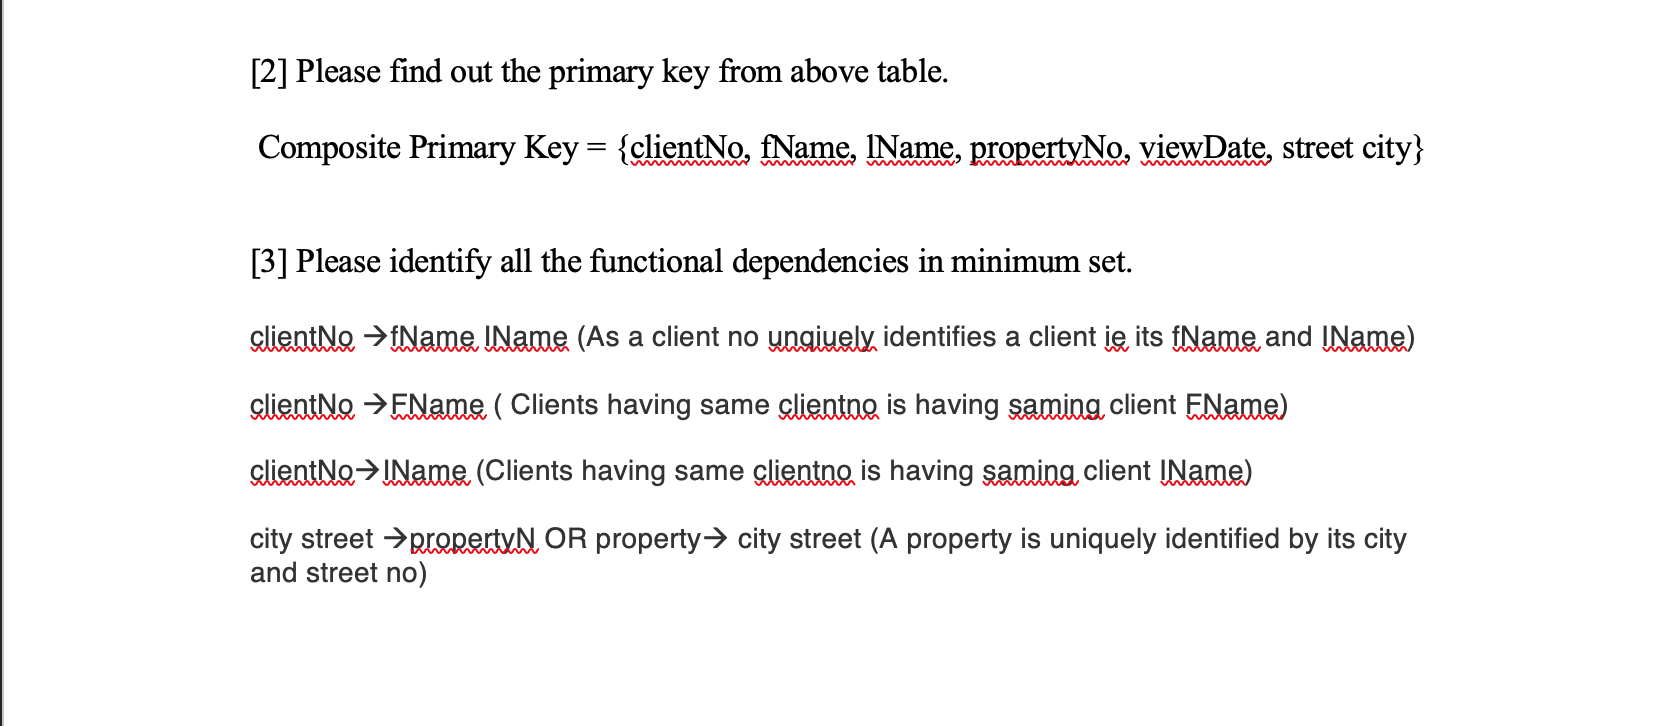 [2] Please find out the primary key from above table.
Composite Primary Key = {clientNo, fName, lName, propertyNo, viewDate, street city}
[3] Please identify all the functional dependencies in minimum set.
clientNo →fName lName (As a client no unqiuely identifies a client ie its fName and lName)
clientNo →FName ( Clients having same clientno is having saming client FName)
clientNo→lName (Clients having same clientno is having saming client lName)
city street →propertyN OR property→ city street (A property is uniquely identified by its city
and street no)